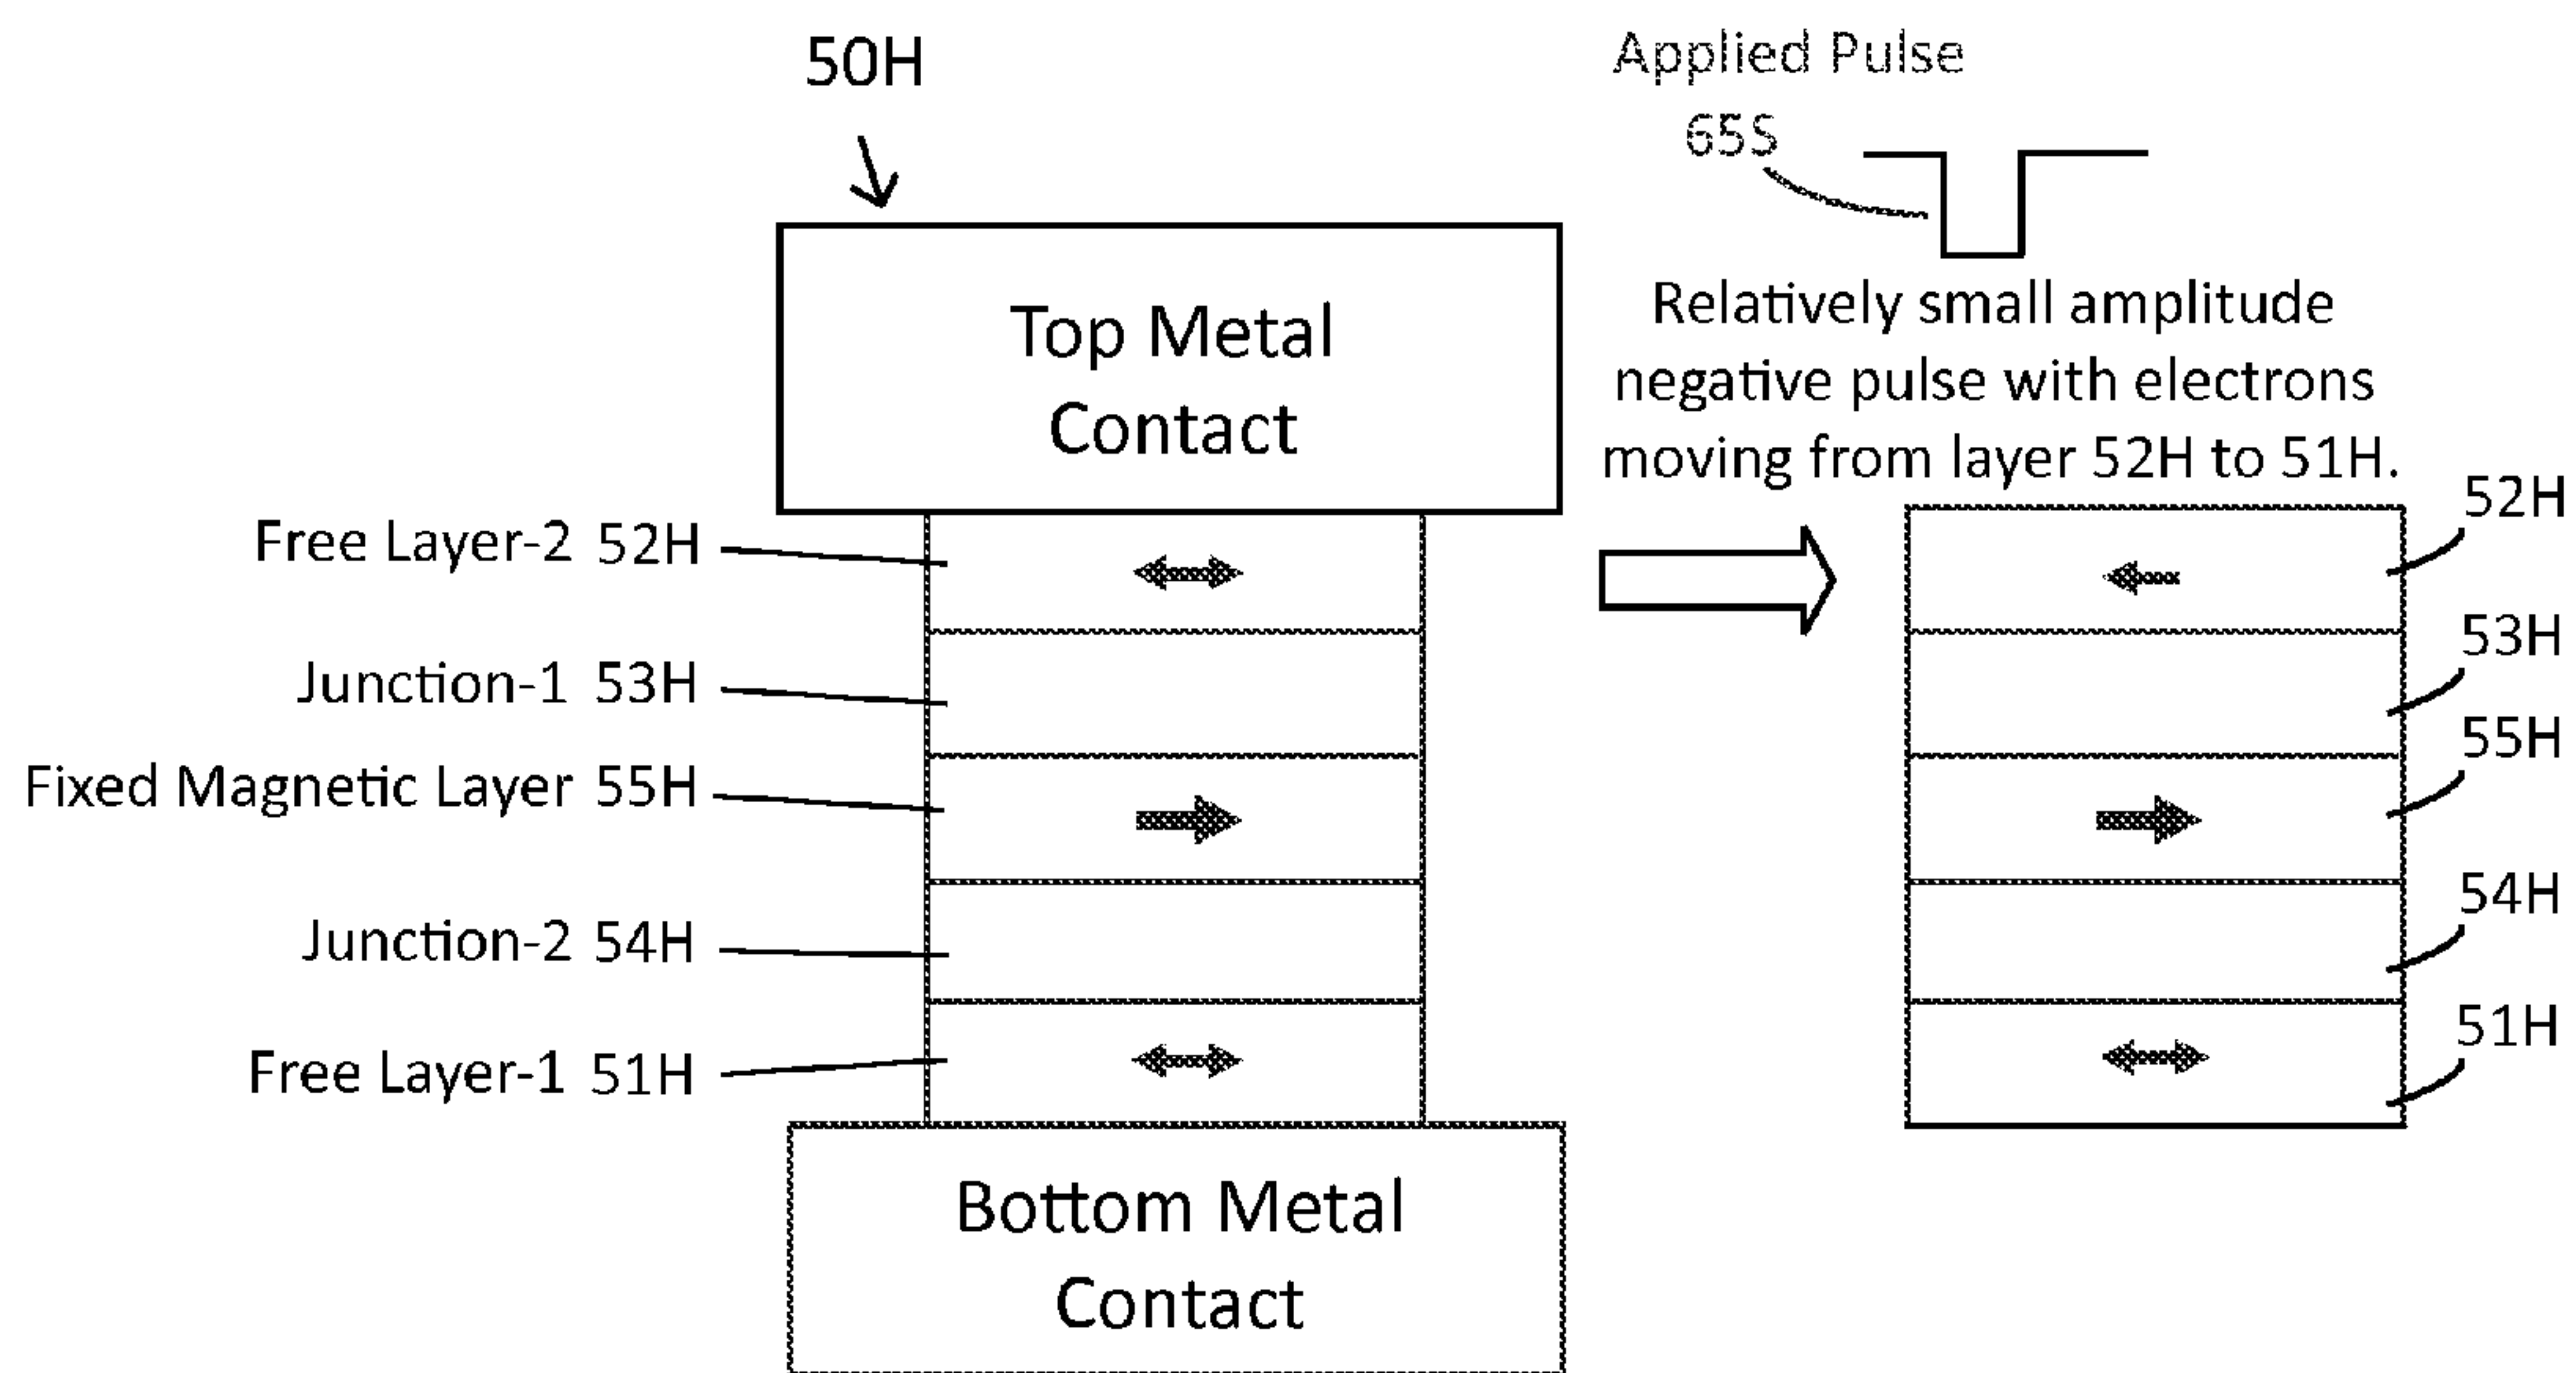 50H
Applied Pulse
65S
Top Metal
Contact
Relatively small amplitude
negative pulse with electrons
moving from layer 52H to 51H.
Free Layer-2 52H
Junction-1 53H
Fixed Magnetic Layer 55H
Junction-2 54H
Free Layer-1 51H
52H
53H
55H
54H
51H
Bottom Metal
Contact